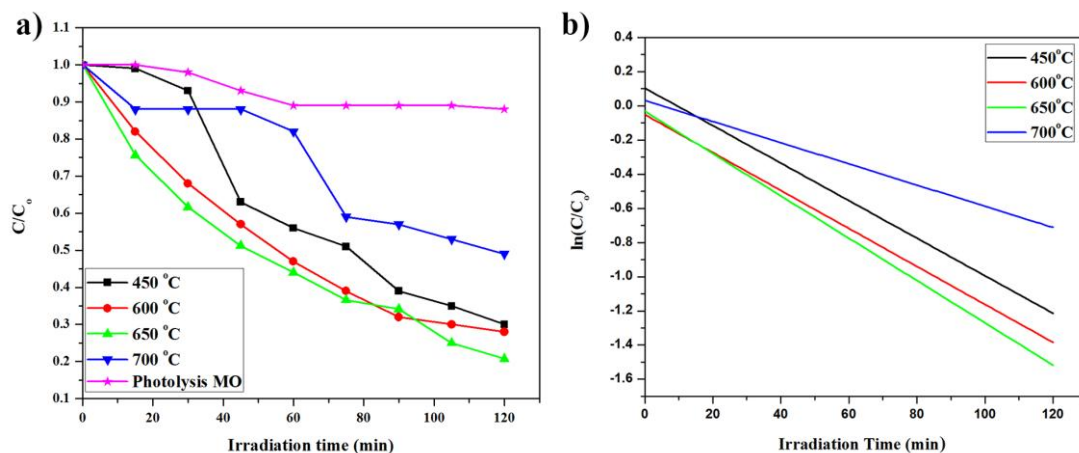 a)
1.1
1.0
0.9
0.8
0.7
0.6
0.5
0.4
0.3
0.2
0.1
C/Co
450 °C
600 °C
650 °C
700 °C
Photolysis MO
0 20 40 60 80 100 120
Irradiation time (min)
b)
0.4
0.2
0.0
-0.2
-0.4
-0.6
-0.8
-1.0
-1.2
-1.4
-1.6
ln(C/Co)
450°C
600°C
650°C
700°C
0 20 40 60 80 100 120
Irradiation Time (min)